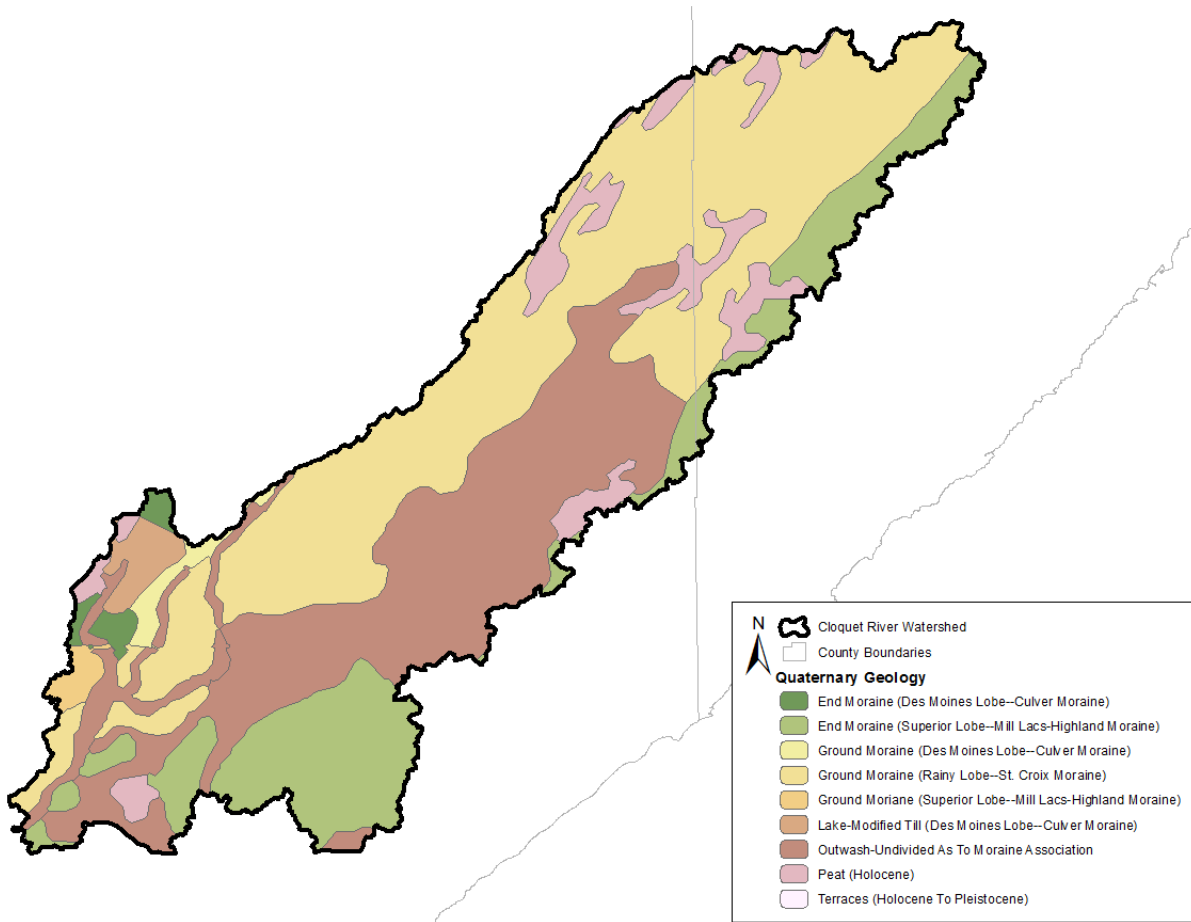 N
Cloquet River Watershed
County Boundaries
Quaternary Geology
End Moraine (Des Moines Lobe--Culver Moraine)
End Moraine (Superior Lobe--Mill Lacs-Highland Moraine)
Ground Moraine (Des Moines Lobe--Culver Moraine)
Ground Moraine (Rainy Lobe--St. Croix Moraine)
Ground Moriane (Superior Lobe--Mill Lacs-Highland Moraine)
Lake-Modified Till (Des Moines Lobe--Culver Moraine)
Outwash-Undivided As To Moraine Association
Peat (Holocene)
Terraces (Holocene To Pleistocene)